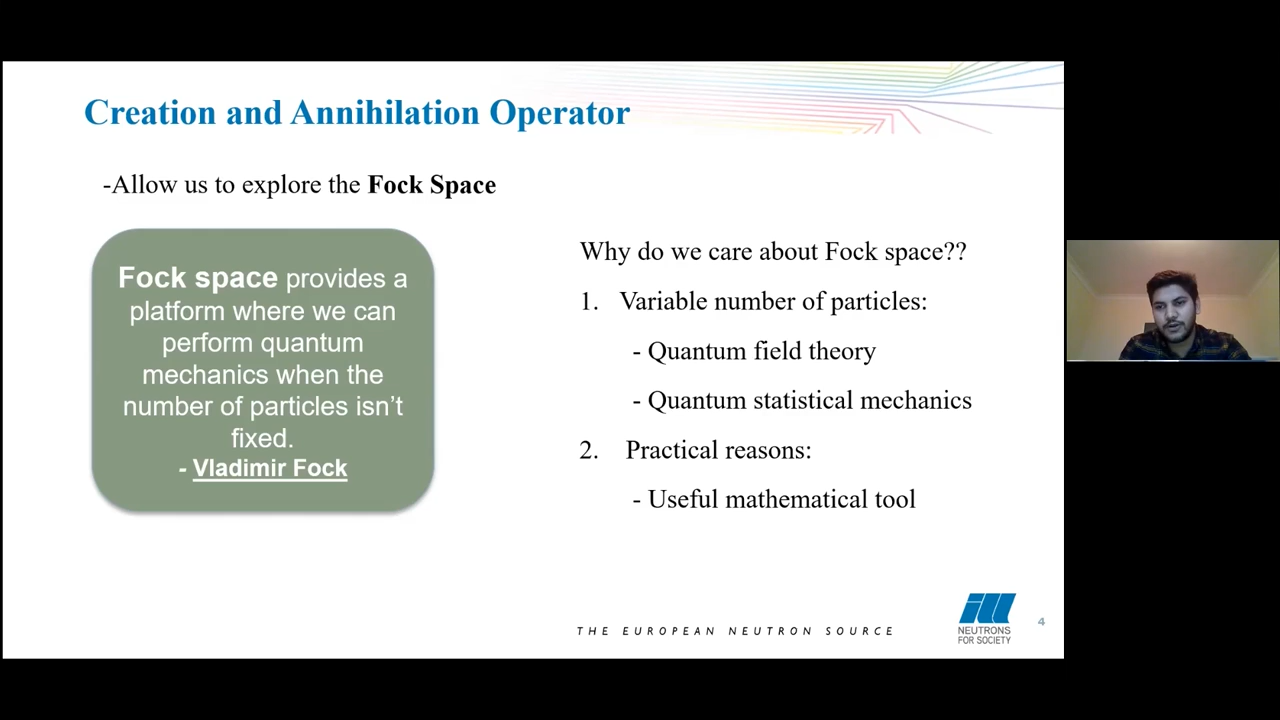 Creation and Annihilation Operator
-Allow us to explore the Fock Space
Fock space provides a
platform where we can
perform quantum
mechanics when the
number of particles isn't
fixed.
- Vladimir Fock
Why do we care about Fock space??
1. Variable number of particles:
- Quantum field theory
- Quantum statistical mechanics
2. Practical reasons:
- Useful mathematical tool
THE EUROPEAN NEUTRON SOURCE
ill
NEUTRONS
FOR SOCIETY
4